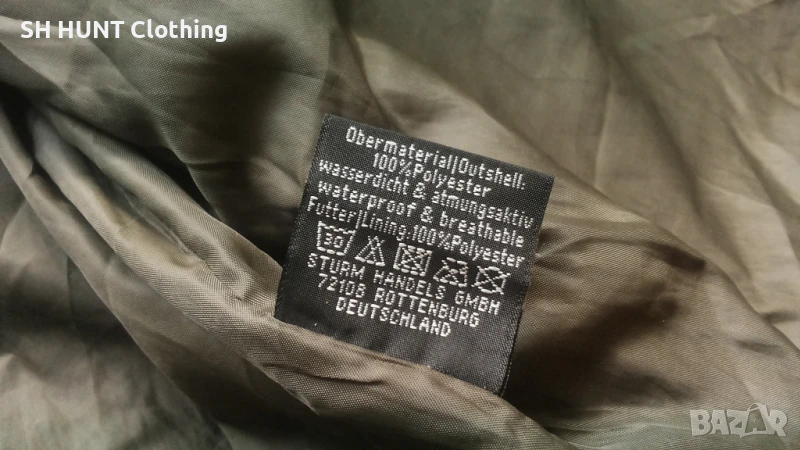 SH HUNT Clothing
Obermaterial|Outshell:
100%Polyester
wasserdicht & atmungsaktiv
waterproof & breathable
Futter|Lining:100%Polyester
30
STURM HANDELS GMBH
72108 ROTTENBURG
DEUTSCHLAND
BAZAR